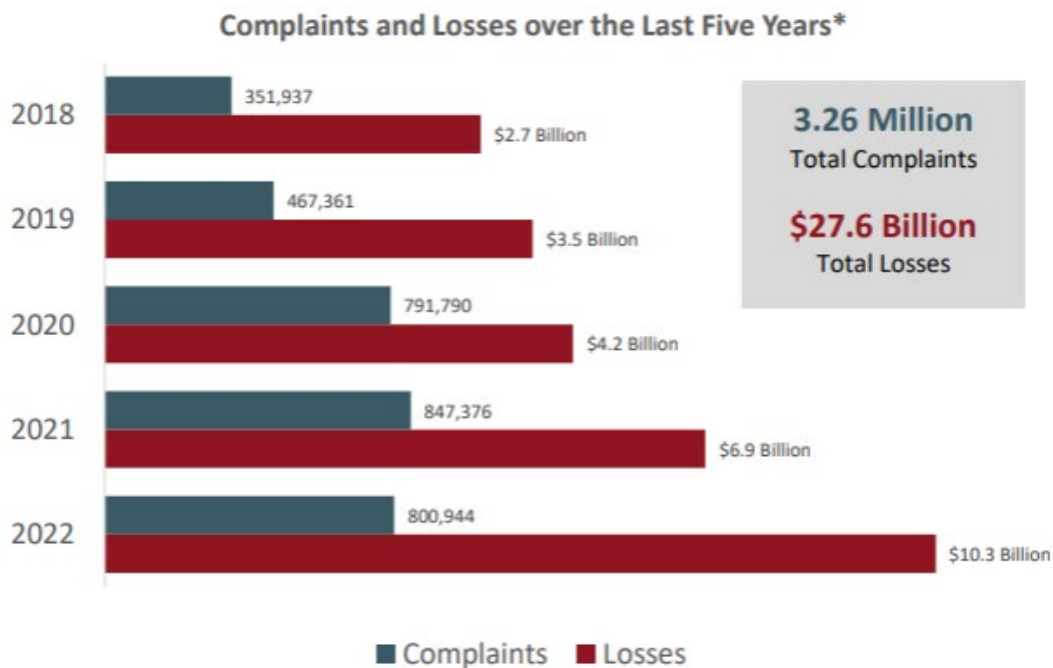 Complaints and Losses over the Last Five Years*
2018
351,937
$2.7 Billion
3.26 Million
Total Complaints
$27.6 Billion
Total Losses
2019
467,361
$3.5 Billion
2020
791,790
$4.2 Billion
2021
847,376
$6.9 Billion
2022
800,944
$10.3 Billion
Complaints Losses